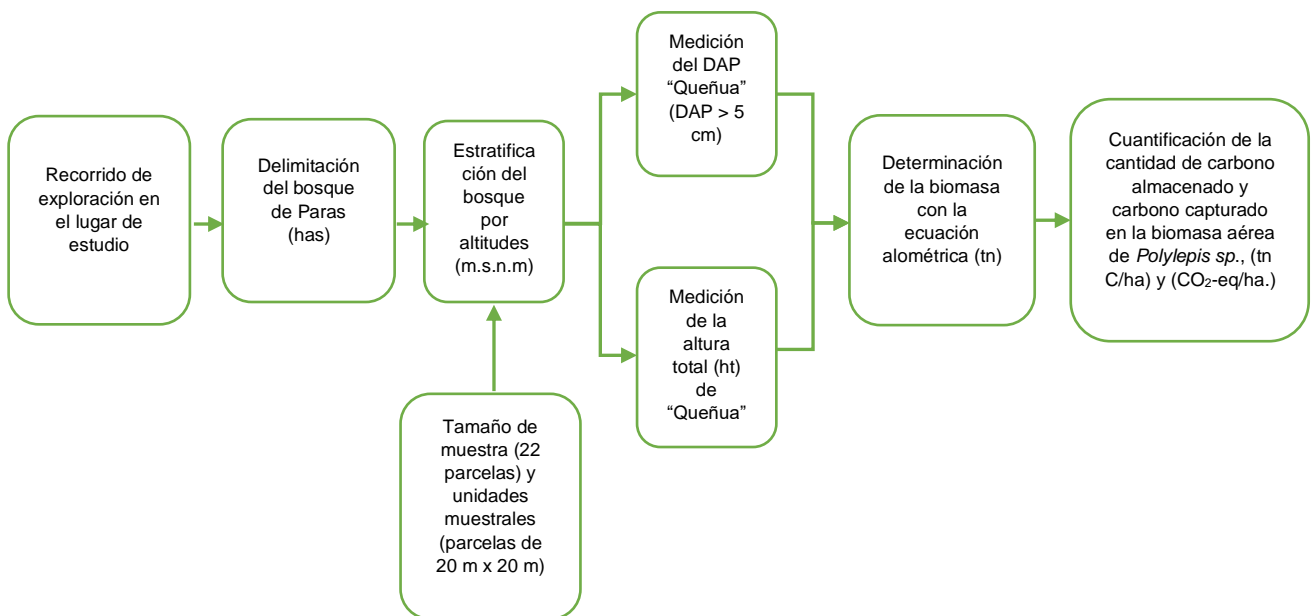 Recorrido de
exploración en
el lugar de
estudio
Delimitación
del bosque
de Paras
(has)
Estratifica
ción del
bosque
por
altitudes
(m.s.n.m)
Tamaño de
muestra (22
parcelas) y
unidades
muestrales
(parcelas de
20 m x 20 m)
Medición
del DAP
“Queñua”
(DAP > 5
cm)
Medición
de la
altura
total (ht)
de
“Queñua”
Determinación
de la biomasa
con la
ecuación
alométrica (tn)
Cuantificación de la
cantidad de carbono
almacenado y
carbono capturado
en la biomasa aérea
de Polylepis sp., (tn
C/ha) y (CO₂-eq/ha.)